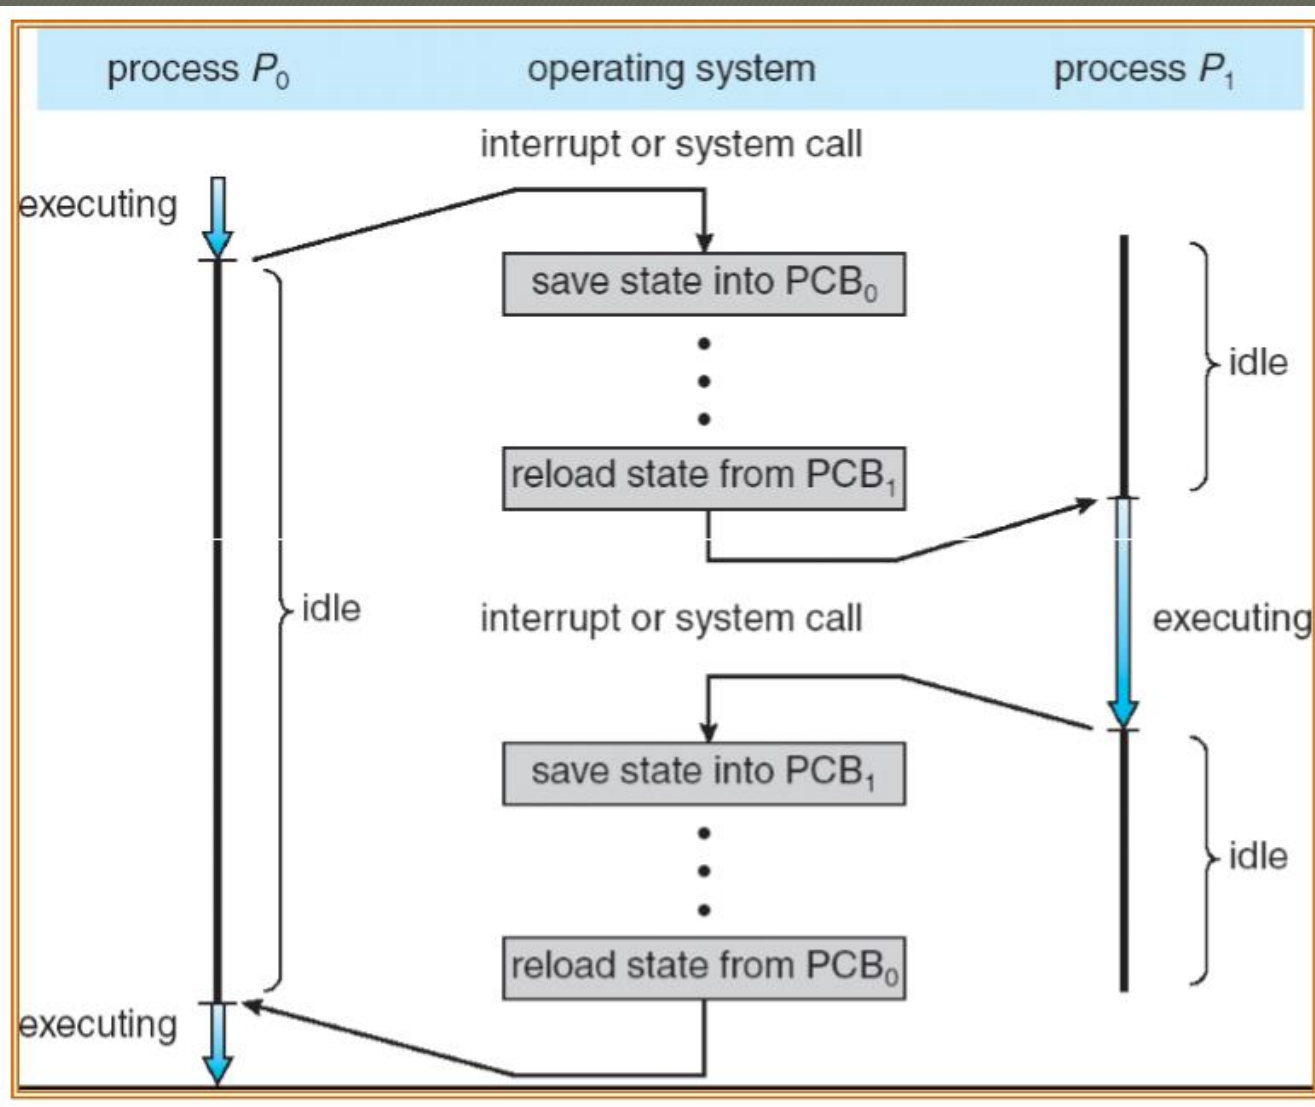 process P₀ operating system process P₁
interrupt or system call
executing
save state into PCB₀
idle
reload state from PCB₁
idle
interrupt or system call
executing
save state into PCB₁
idle
reload state from PCB₀
executing